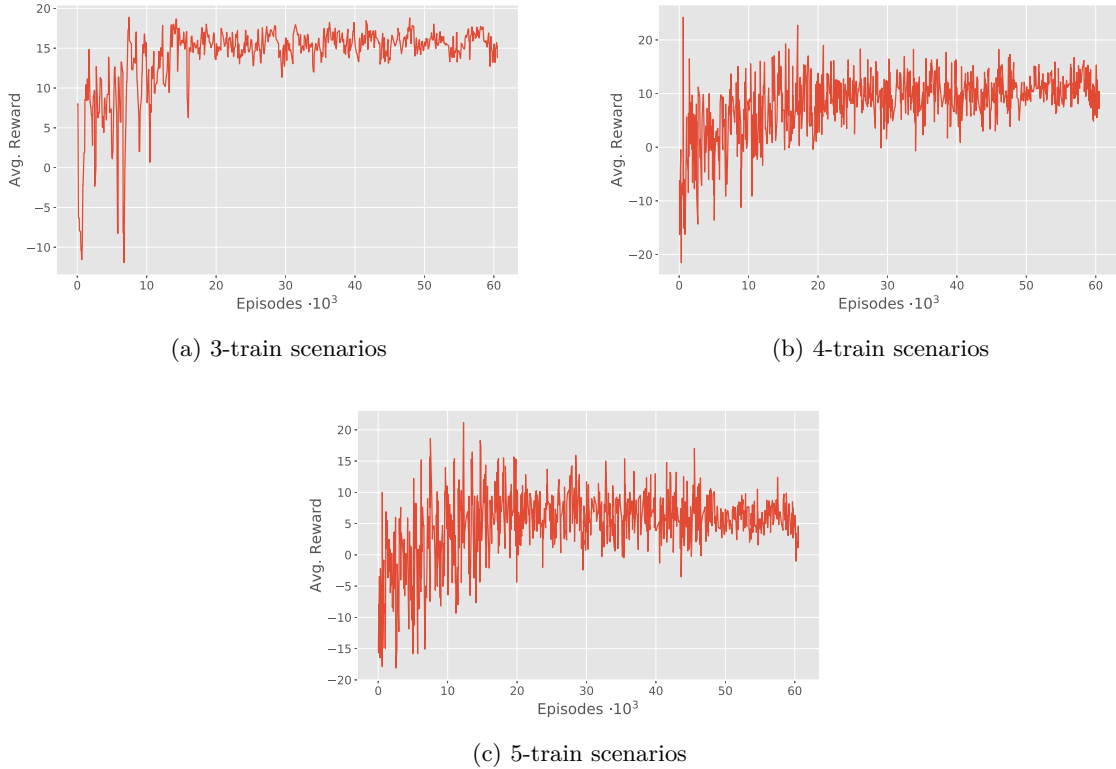 20
15
10
5
0
−5
−10
Avg. Reward
0 10 20 30 40 50 60
Episodes ·10³
(a) 3-train scenarios
20
10
0
−10
−20
Avg. Reward
0 10 20 30 40 50 60
Episodes ·10³
(b) 4-train scenarios
20
15
10
5
0
−5
−10
−15
−20
Avg. Reward
0 10 20 30 40 50 60
Episodes ·10³
(c) 5-train scenarios